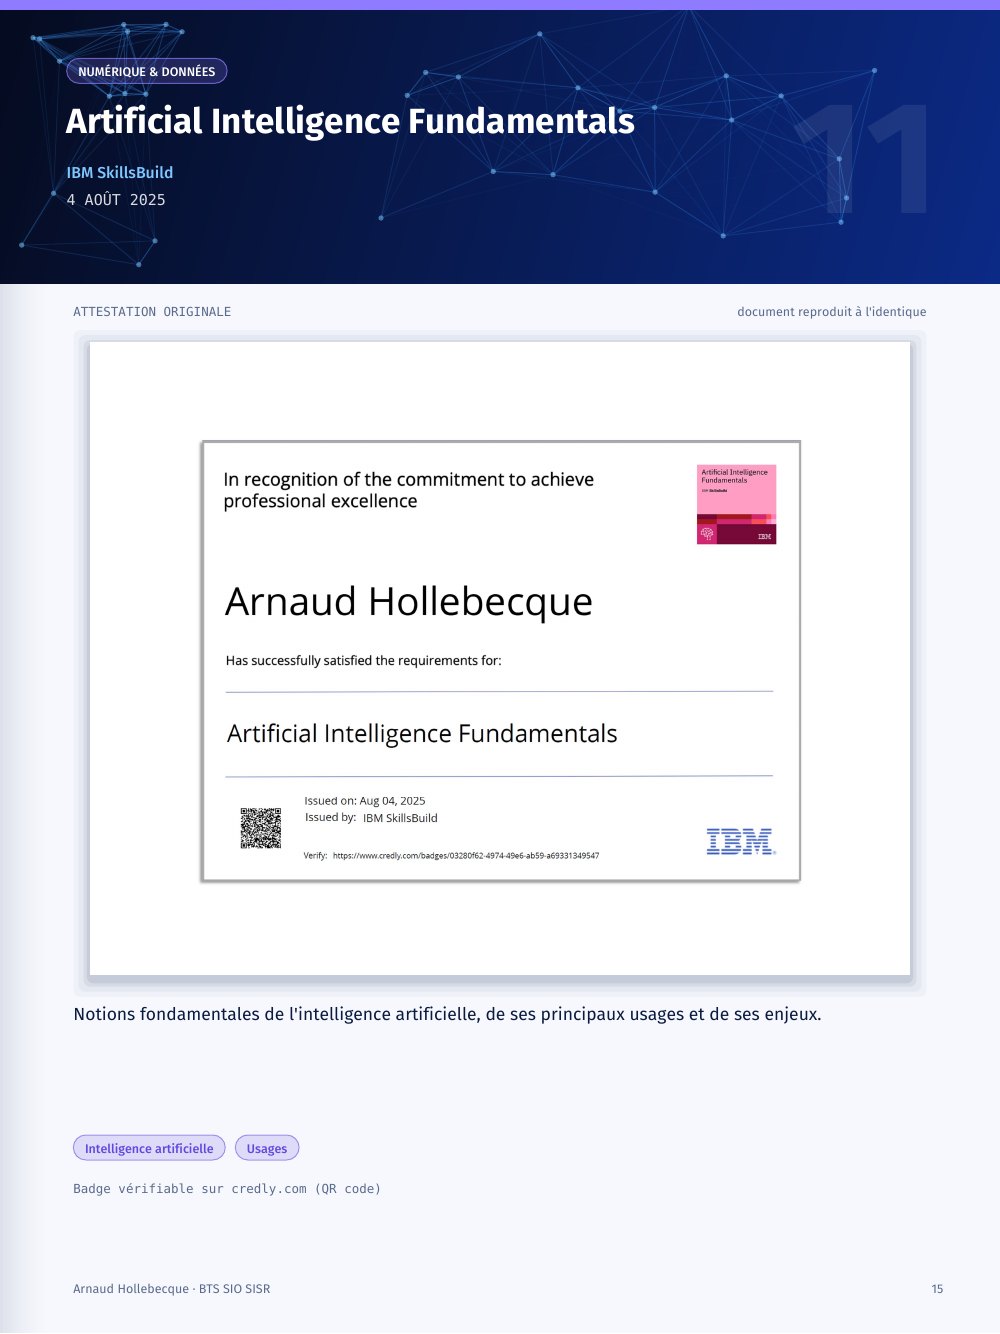 NUMÉRIQUE & DONNÉES
Artificial Intelligence Fundamentals
11
IBM SkillsBuild
4 AOÛT 2025
ATTESTATION ORIGINALE
document reproduit à l'identique
In recognition of the commitment to achieve
professional excellence
Artificial Intelligence
Fundamentals
IBM SkillsBuild
IBM
Arnaud Hollebecque
Has successfully satisfied the requirements for:
Artificial Intelligence Fundamentals
Issued on: Aug 04, 2025
Issued by: IBM SkillsBuild
Verify: https://www.credly.com/badges/03280f62-4974-49e6-ab59-a69331349547
IBM®
Notions fondamentales de l'intelligence artificielle, de ses principaux usages et de ses enjeux.
Intelligence artificielle
Usages
Badge vérifiable sur credly.com (QR code)
Arnaud Hollebecque · BTS SIO SISR
15